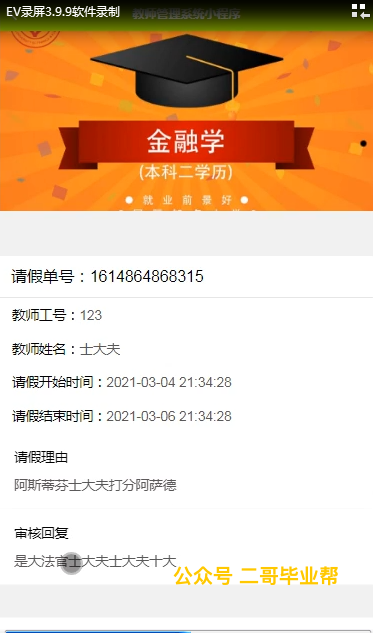 EV录屏3.9.9软件录制
教师管理系统小程序
金融学
(本科二学历)
● 就 业 前 景 好 ●
请假单号：1614864868315
教师工号：123
教师姓名：士大夫
请假开始时间：2021-03-04 21:34:28
请假结束时间：2021-03-06 21:34:28
请假理由
阿斯蒂芬士大夫打分阿萨德
审核回复
是大法官士大夫士大夫十大
公众号 二哥毕业帮